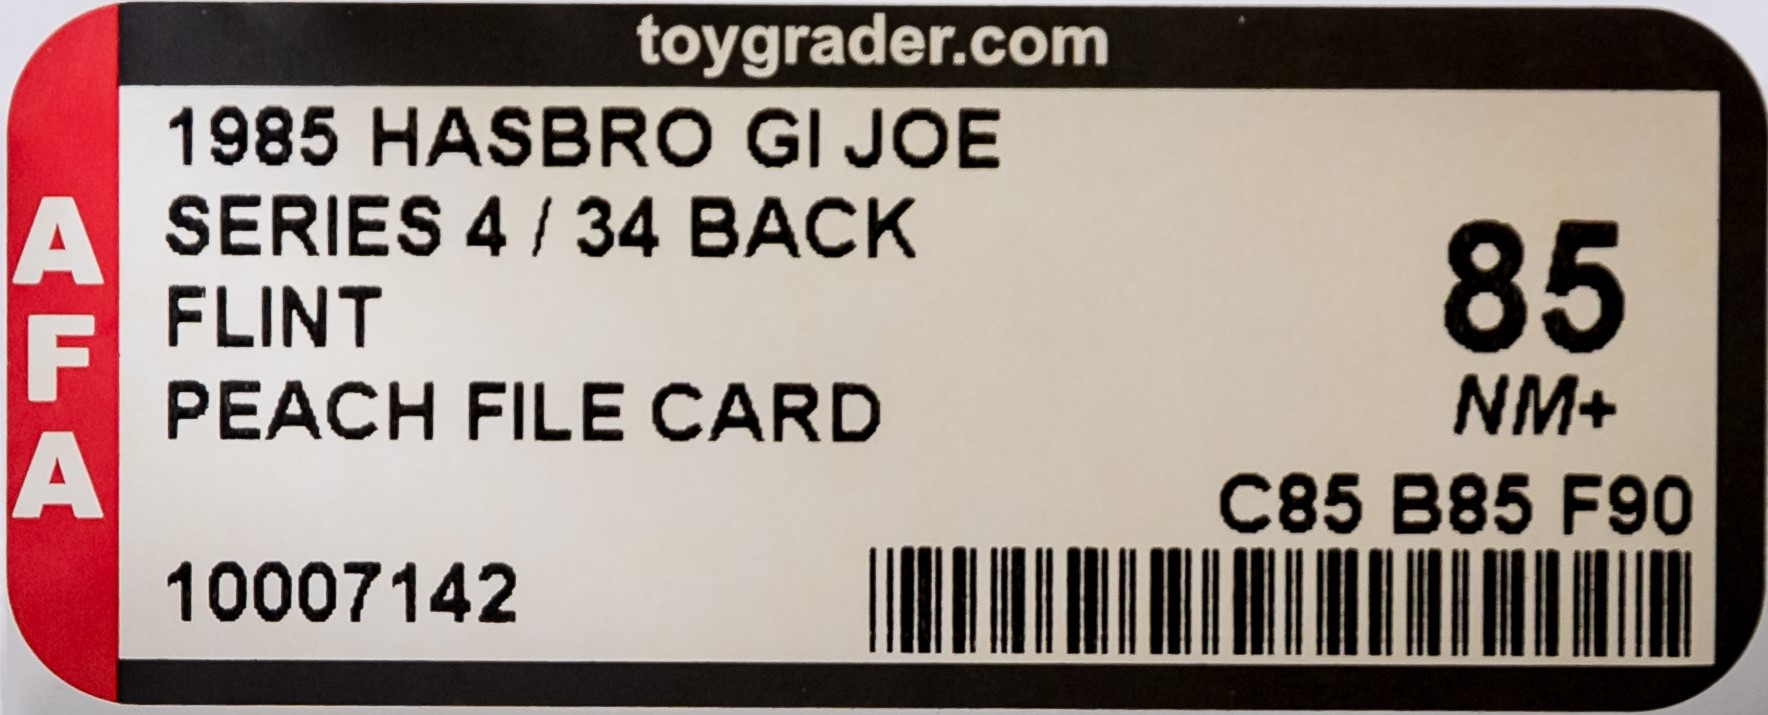 toygrader.com
AFA
1985 HASBRO GI JOE
SERIES 4 / 34 BACK
FLINT
PEACH FILE CARD
85
NM+
C85 B85 F90
10007142